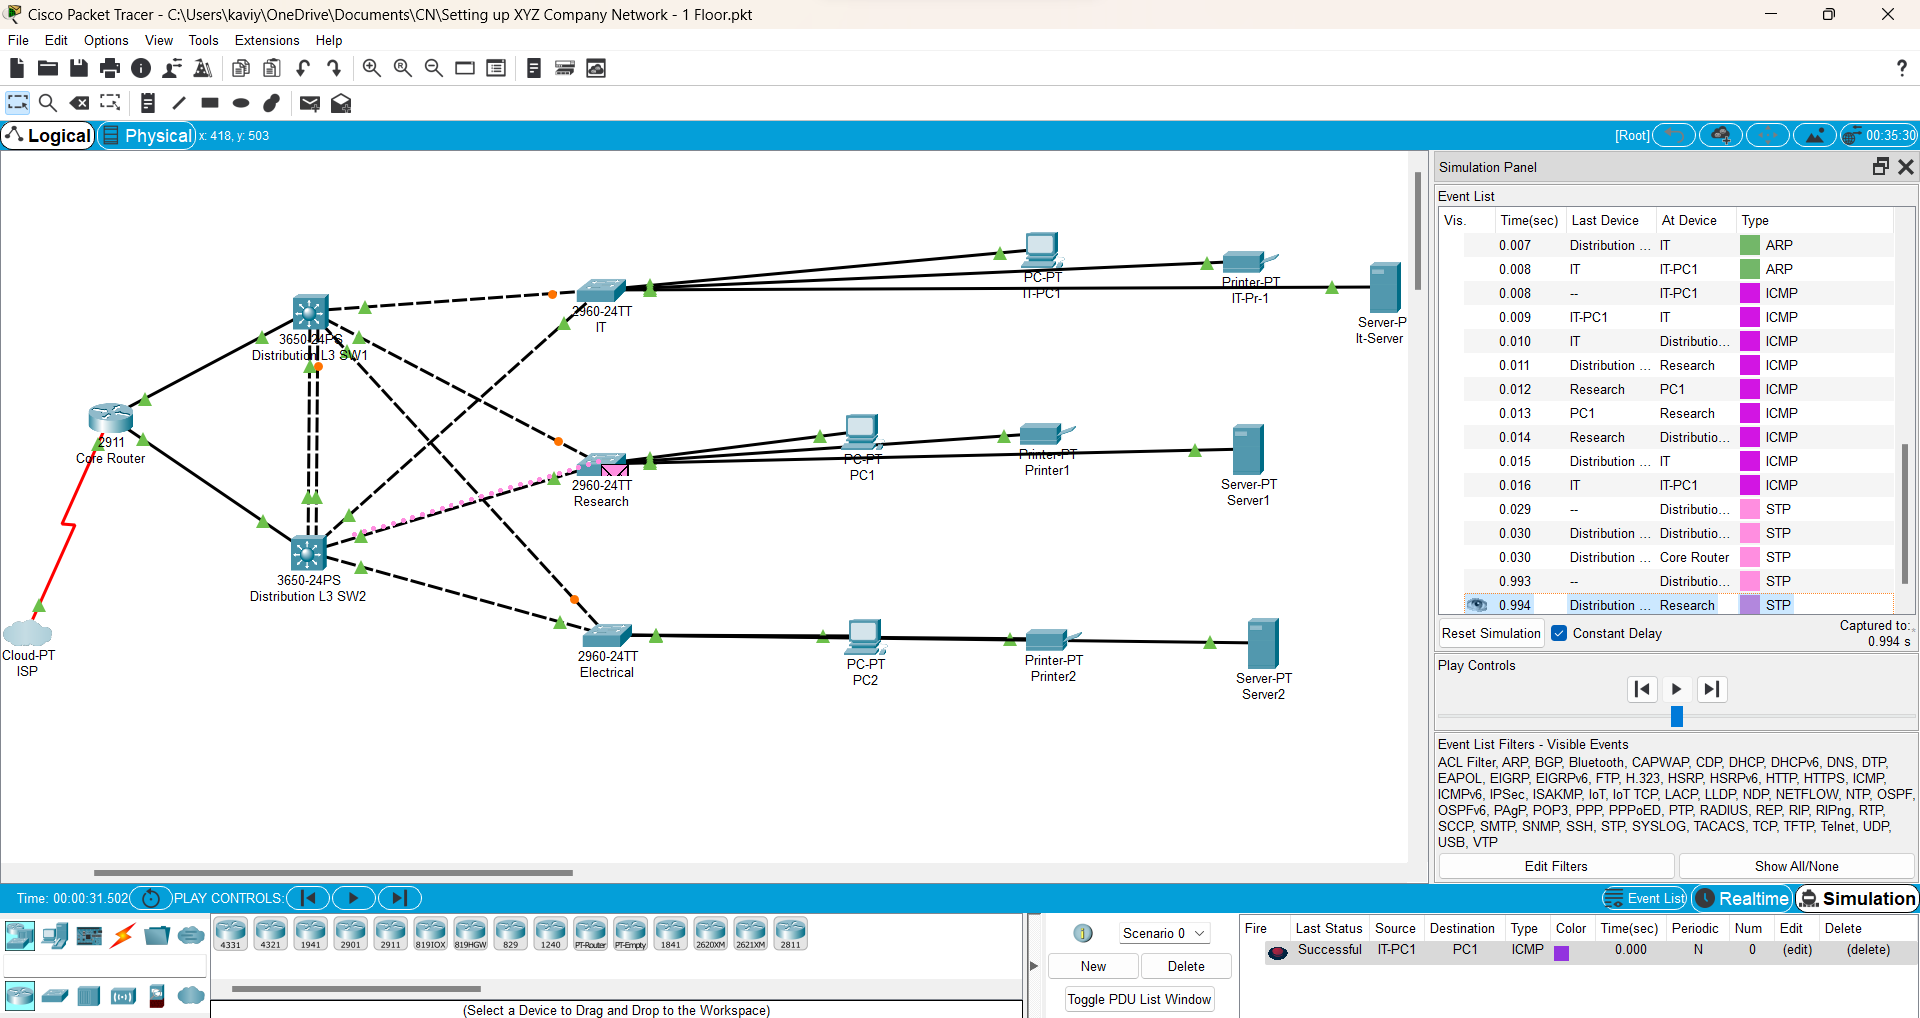 Cisco Packet Tracer - C:\Users\kaviy\OneDrive\Documents\CN\Setting up XYZ Company Network - 1 Floor.pkt
File Edit Options View Tools Extensions Help
?
Logical Physical x: 418, y: 503 [Root] 00:35:30
Simulation Panel
Event List
Vis. Time(sec) Last Device At Device Type
0.007 Distribution ... IT ARP
0.008 IT IT-PC1 ARP
0.008 -- IT-PC1 ICMP
0.009 IT-PC1 IT ICMP
0.010 IT Distributio... ICMP
0.011 Distribution ... Research ICMP
0.012 Research PC1 ICMP
0.013 PC1 Research ICMP
0.014 Research Distributio... ICMP
0.015 Distribution ... IT ICMP
0.016 IT IT-PC1 ICMP
0.029 -- Distributio... STP
0.030 Distribution ... Distributio... STP
0.030 Distribution ... Core Router STP
0.993 -- Distributio... STP
0.994 Distribution ... Research STP
Reset Simulation Constant Delay Captured to:
0.994 s
Play Controls
Event List Filters - Visible Events
ACL Filter, ARP, BGP, Bluetooth, CAPWAP, CDP, DHCP, DHCPv6, DNS, DTP,
EAPOL, EIGRP, EIGRPv6, FTP, H.323, HSRP, HSRPv6, HTTP, HTTPS, ICMP,
ICMPv6, IPSec, ISAKMP, IoT, IoT TCP, LACP, LLDP, NDP, NETFLOW, NTP, OSPF,
OSPFv6, PAgP, POP3, PPP, PPPoED, PTP, RADIUS, REP, RIP, RIPng, RTP,
SCCP, SMTP, SNMP, SSH, STP, SYSLOG, TACACS, TCP, TFTP, Telnet, UDP,
USB, VTP
Edit Filters Show All/None
PC-PT
IT-PC1
Printer-PT
IT-Pr-1
Server-P
It-Server
2960-24TT
IT
3650-24PS
Distribution L3 SW1
2911
Core Router
PC-PT
PC1
Printer-PT
Printer1
Server-PT
Server1
2960-24TT
Research
3650-24PS
Distribution L3 SW2
Cloud-PT
ISP
2960-24TT
Electrical
PC-PT
PC2
Printer-PT
Printer2
Server-PT
Server2
Time: 00:00:31.502 PLAY CONTROLS: Event List Realtime Simulation
4331 4321 1941 2901 2911 819IOX 819HGW 829 1240 PT-Router PT-Empty 1841 2620XM 2621XM 2811
(Select a Device to Drag and Drop to the Workspace)
1 Scenario 0
New Delete
Toggle PDU List Window
Fire Last Status Source Destination Type Color Time(sec) Periodic Num Edit Delete
Successful IT-PC1 PC1 ICMP 0.000 N 0 (edit) (delete)